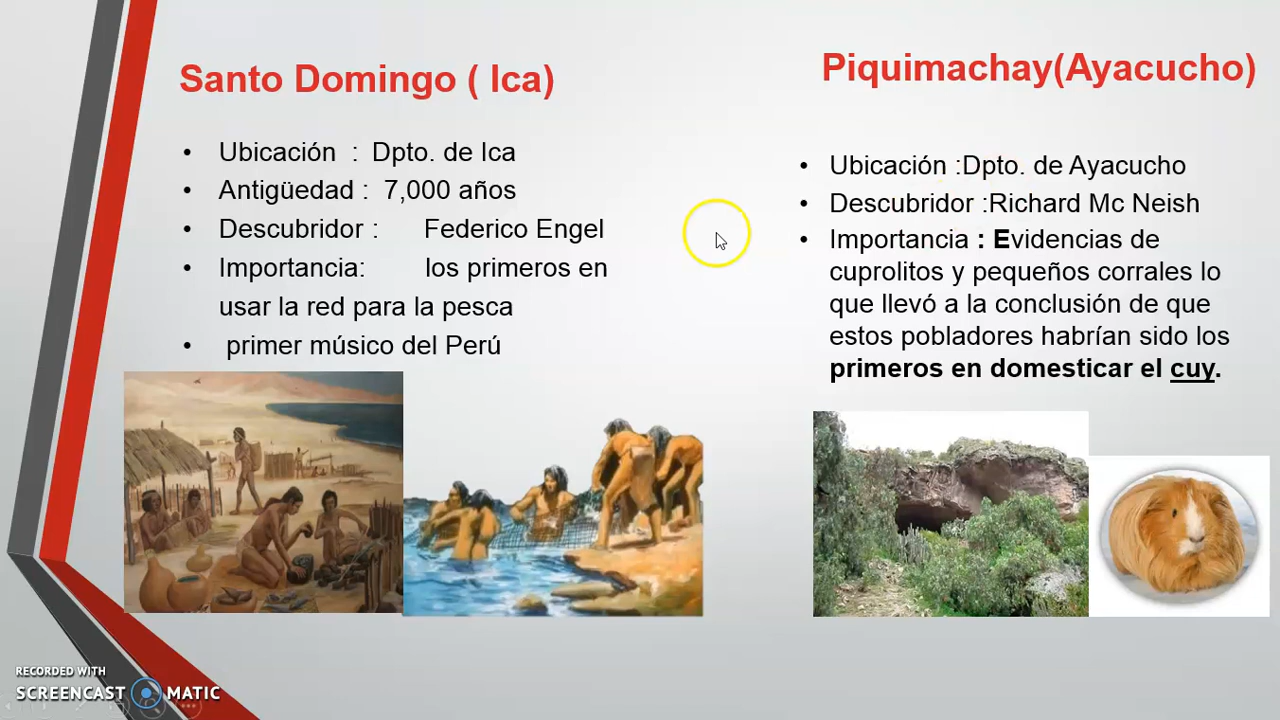 Santo Domingo ( Ica)
• Ubicación : Dpto. de Ica
• Antigüedad : 7,000 años
• Descubridor : Federico Engel
• Importancia: los primeros en
usar la red para la pesca
• primer músico del Perú
Piquimachay(Ayacucho)
• Ubicación :Dpto. de Ayacucho
• Descubridor :Richard Mc Neish
• Importancia : Evidencias de
cuprolitos y pequeños corrales lo
que llevó a la conclusión de que
estos pobladores habrían sido los
primeros en domesticar el cuy.
RECORDED WITH
SCREENCAST MATIC